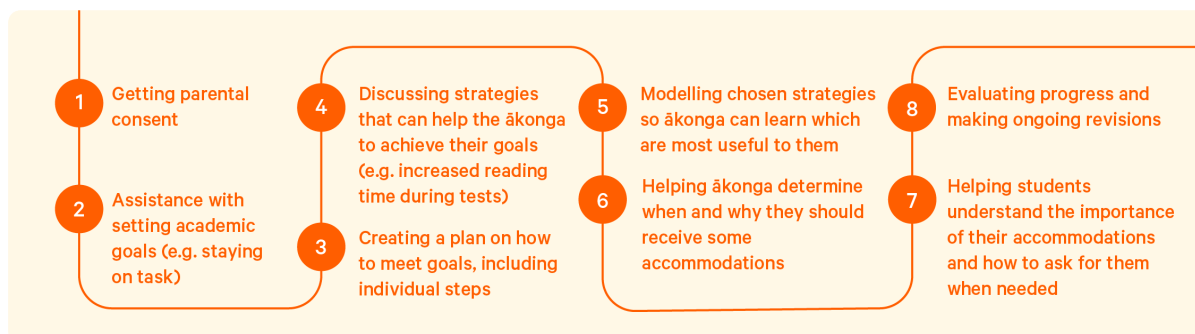 1
Getting parental
consent
2
Assistance with
setting academic
goals (e.g. staying
on task)
3
Creating a plan on how
to meet goals, including
individual steps
4
Discussing strategies
that can help the ākonga
to achieve their goals
(e.g. increased reading
time during tests)
5
Modelling chosen strategies
so ākonga can learn which
are most useful to them
6
Helping ākonga determine
when and why they should
receive some
accommodations
7
Helping students
understand the importance
of their accommodations
and how to ask for them
when needed
8
Evaluating progress and
making ongoing revisions